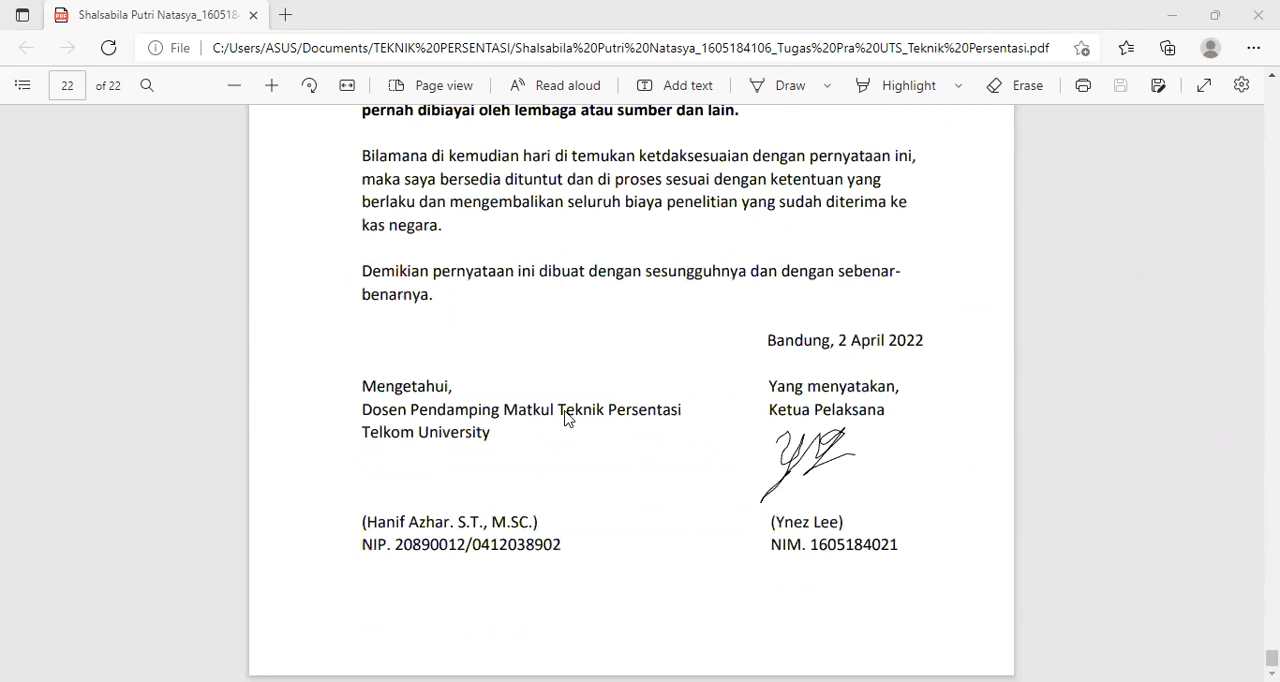 Shalsabila Putri Natasya_160518
File
C:/Users/ASUS/Documents/TEKNIK%20PERSENTASI/Shalsabila%20Putri%20Natasya_1605184106_Tugas%20Pra%20UTS_Teknik%20Persentasi.pdf
22 of 22
Page view
Read aloud
Add text
Draw
Highlight
Erase
pernah dibiayai oleh lembaga atau sumber dan lain.
Bilamana di kemudian hari di temukan ketdaksesuaian dengan pernyataan ini,
maka saya bersedia dituntut dan di proses sesuai dengan ketentuan yang
berlaku dan mengembalikan seluruh biaya penelitian yang sudah diterima ke
kas negara.
Demikian pernyataan ini dibuat dengan sesungguhnya dan dengan sebenar-
benarnya.
Bandung, 2 April 2022
Mengetahui,
Dosen Pendamping Matkul Teknik Persentasi
Telkom University
(Hanif Azhar. S.T., M.SC.)
NIP. 20890012/0412038902
Yang menyatakan,
Ketua Pelaksana
(Ynez Lee)
NIM. 1605184021